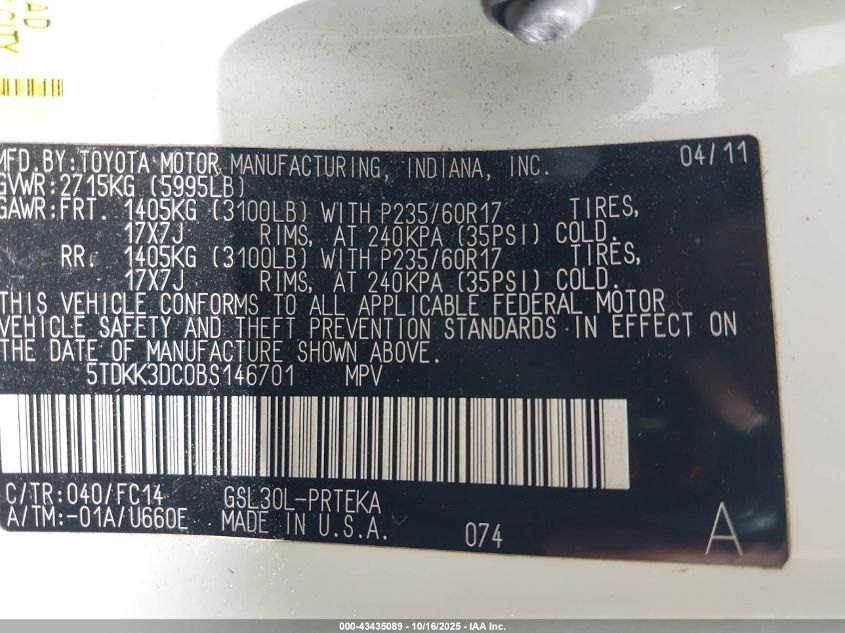 AD
CITY
MFD.BY:TOYOTA MOTOR MANUFACTURING, INDIANA, INC. 04/11
GVWR:2715KG (5995LB)
GAWR:FRT. 1405KG (3100LB) WITH P235/60R17 TIRES,
17X7J RIMS, AT 240KPA (35PSI) COLD.
RR. 1405KG (3100LB) WITH P235/60R17 TIRES,
17X7J RIMS, AT 240KPA (35PSI) COLD.
THIS VEHICLE CONFORMS TO ALL APPLICABLE FEDERAL MOTOR
VEHICLE SAFETY AND THEFT PREVENTION STANDARDS IN EFFECT ON
THE DATE OF MANUFACTURE SHOWN ABOVE.
5TDKK3DC0BS146701 MPV
C/TR:040/FC14 GSL30L-PRTEKA
A/TM:-01A/U660E MADE IN U.S.A. 074 A
000-43435089 - 10/16/2025 - IAA Inc.